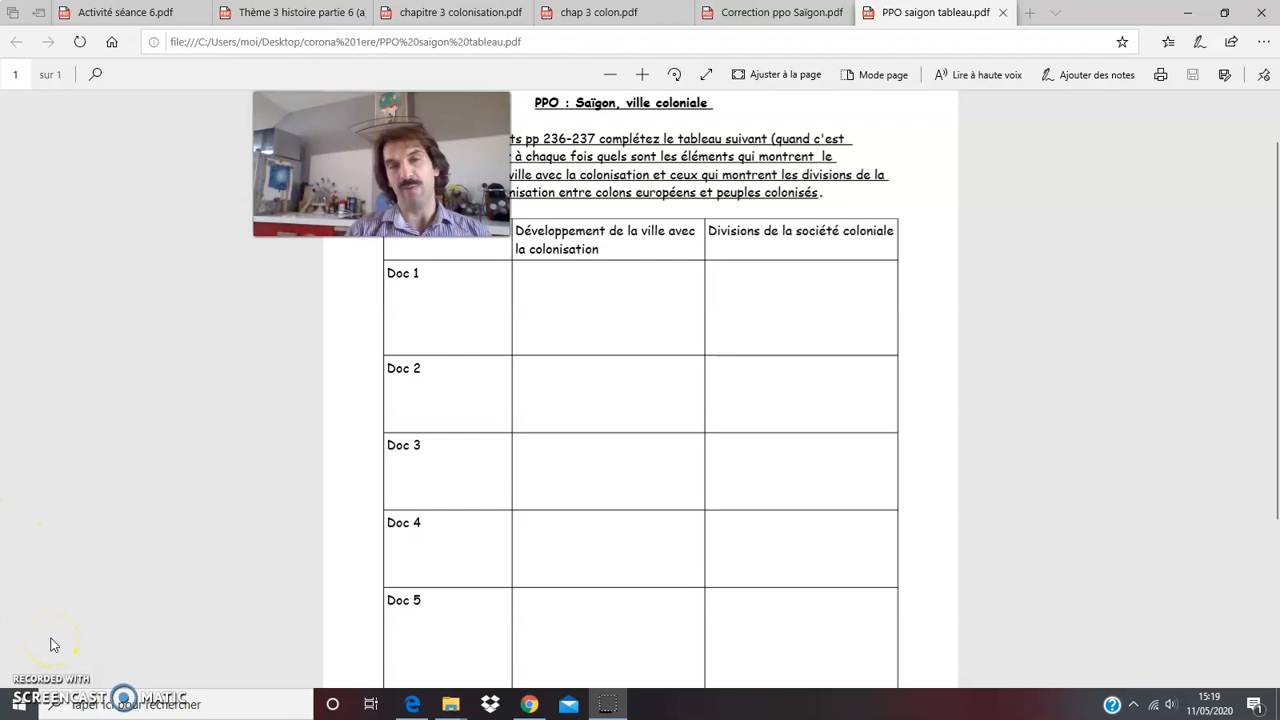 Activité séance 6.pdf
Thème 3 histoire partie 6 (a
chapitre 3 colonisation.pdf
chap 3 colon.pdf
Correction ppo Saïgon.pdf
PPO saigon tableau.pdf
file:///C:/Users/moi/Desktop/corona%201ere/PPO%20saigon%20tableau.pdf
1 sur 1
Ajuster à la page
Mode page
Lire à haute voix
Ajouter des notes
PPO : Saïgon, ville coloniale
ts pp 236-237 complétez le tableau suivant (quand c'est
à chaque fois quels sont les éléments qui montrent le
ville avec la colonisation et ceux qui montrent les divisions de la
nisation entre colons européens et peuples colonisés.
Développement de la ville avec
la colonisation
Divisions de la société coloniale
Doc 1
Doc 2
Doc 3
Doc 4
Doc 5
RECORDED WITH
SCREENCAST MATIC
Tapez ici pour rechercher
15:19
11/05/2020